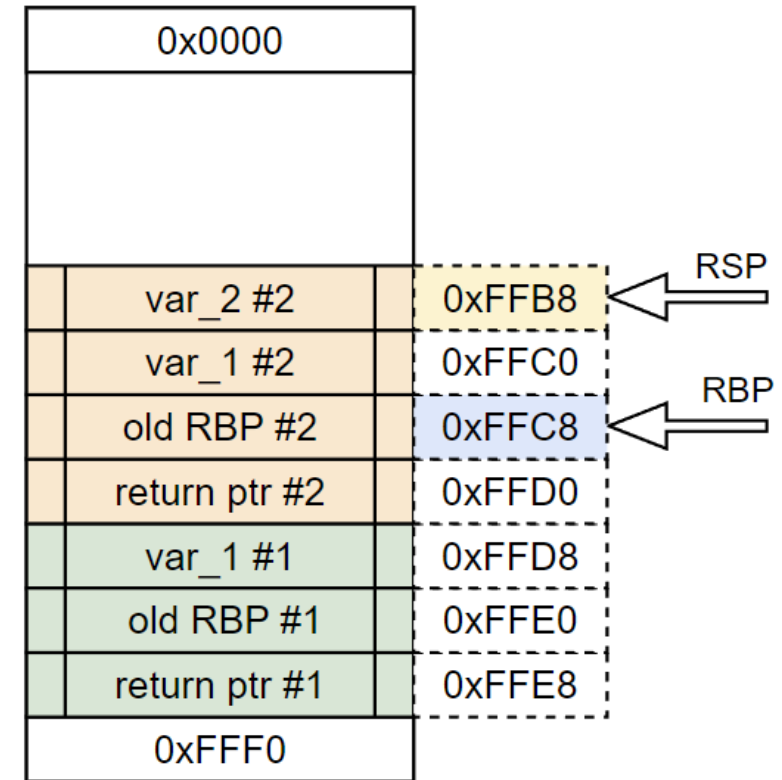 0x0000
RSP
var_2 #2 0xFFB8
var_1 #2 0xFFC0
RBP
old RBP #2 0xFFC8
return ptr #2 0xFFD0
var_1 #1 0xFFD8
old RBP #1 0xFFE0
return ptr #1 0xFFE8
0xFFF0